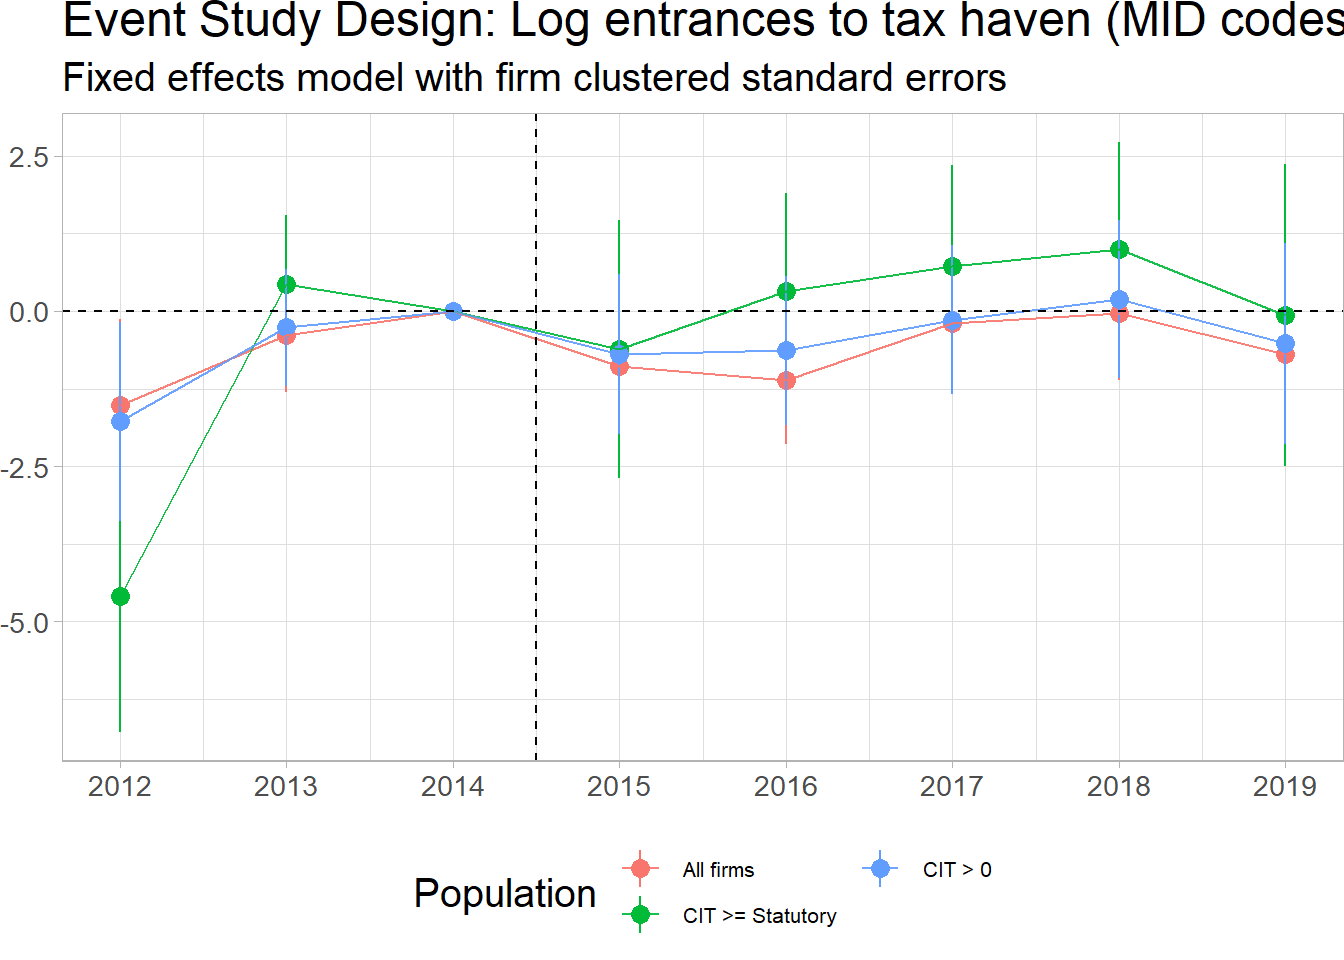 Event Study Design: Log entrances to tax haven (MID codes
Fixed effects model with firm clustered standard errors
2.5
0.0
-2.5
-5.0
2012 2013 2014 2015 2016 2017 2018 2019
Population
All firms
CIT >= Statutory
CIT > 0